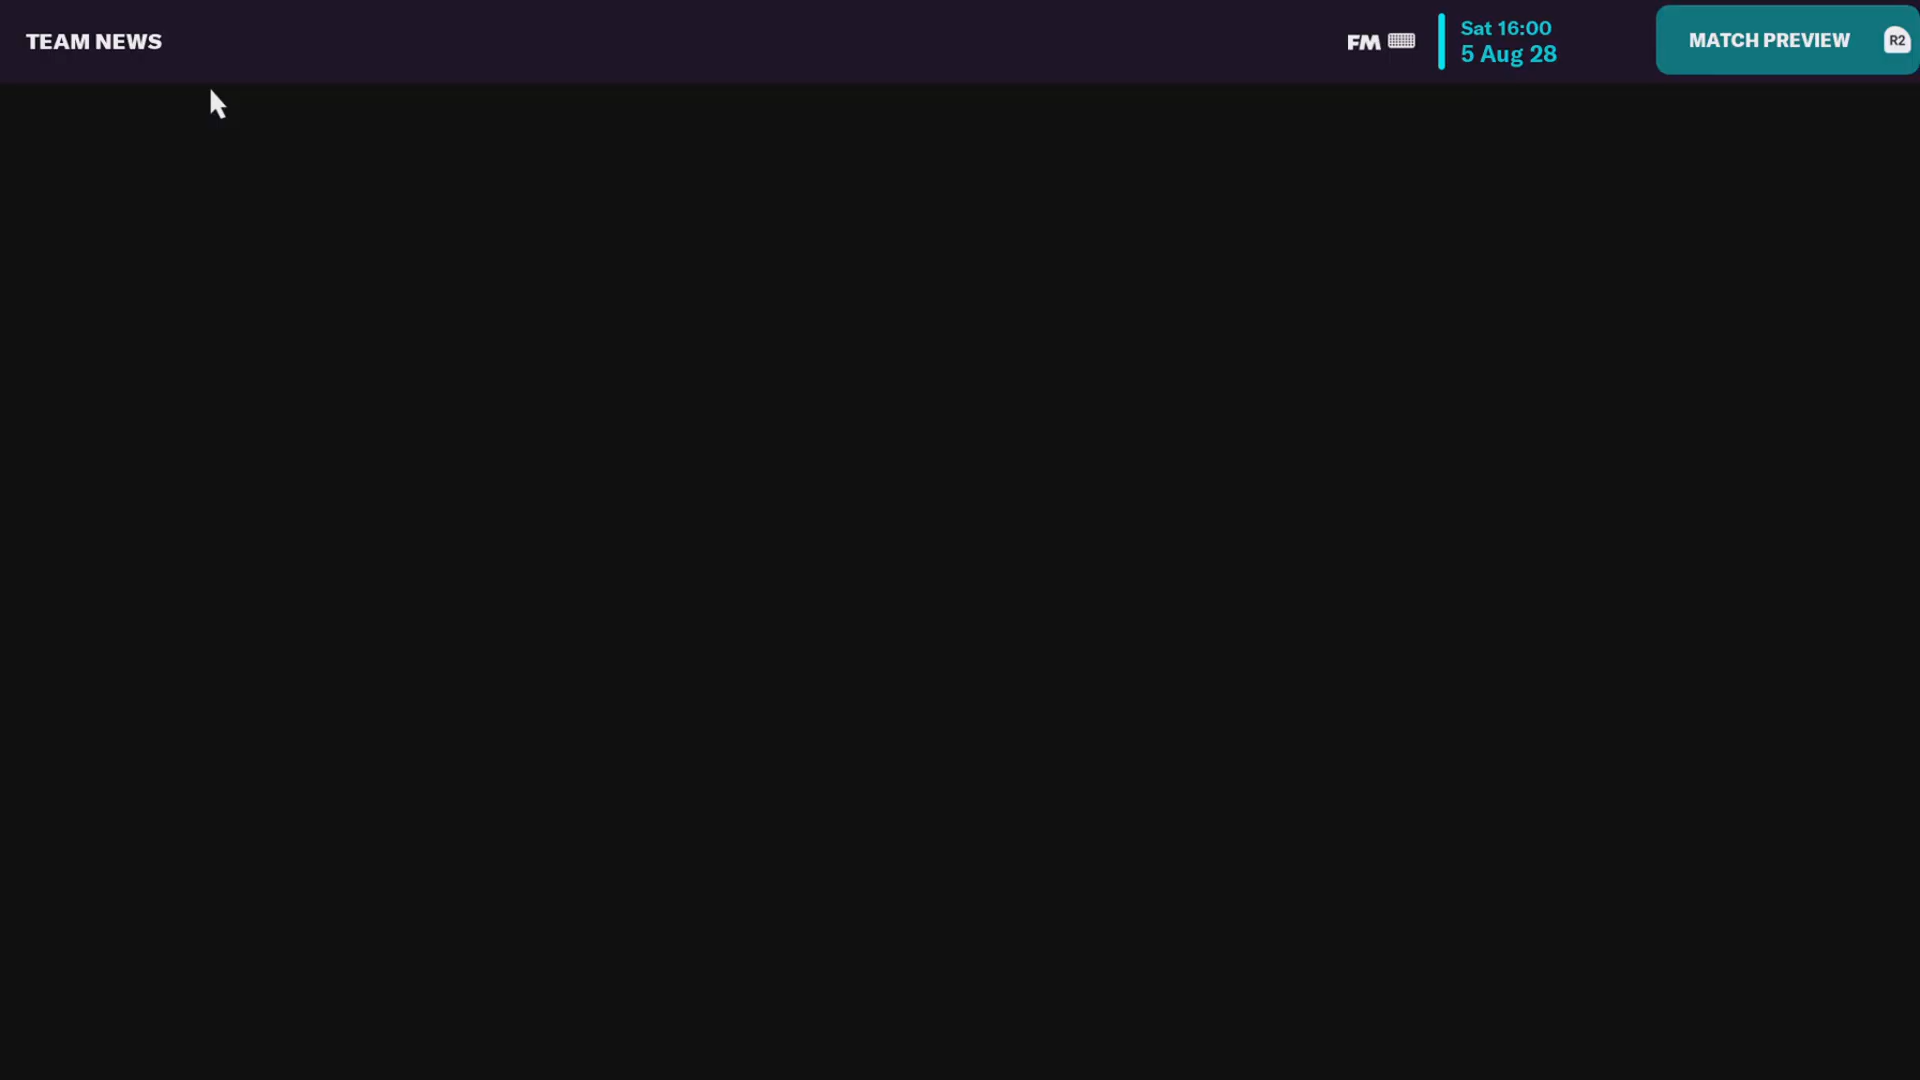 TEAM NEWS
FM
Sat 16:00
5 Aug 28
MATCH PREVIEW
R2